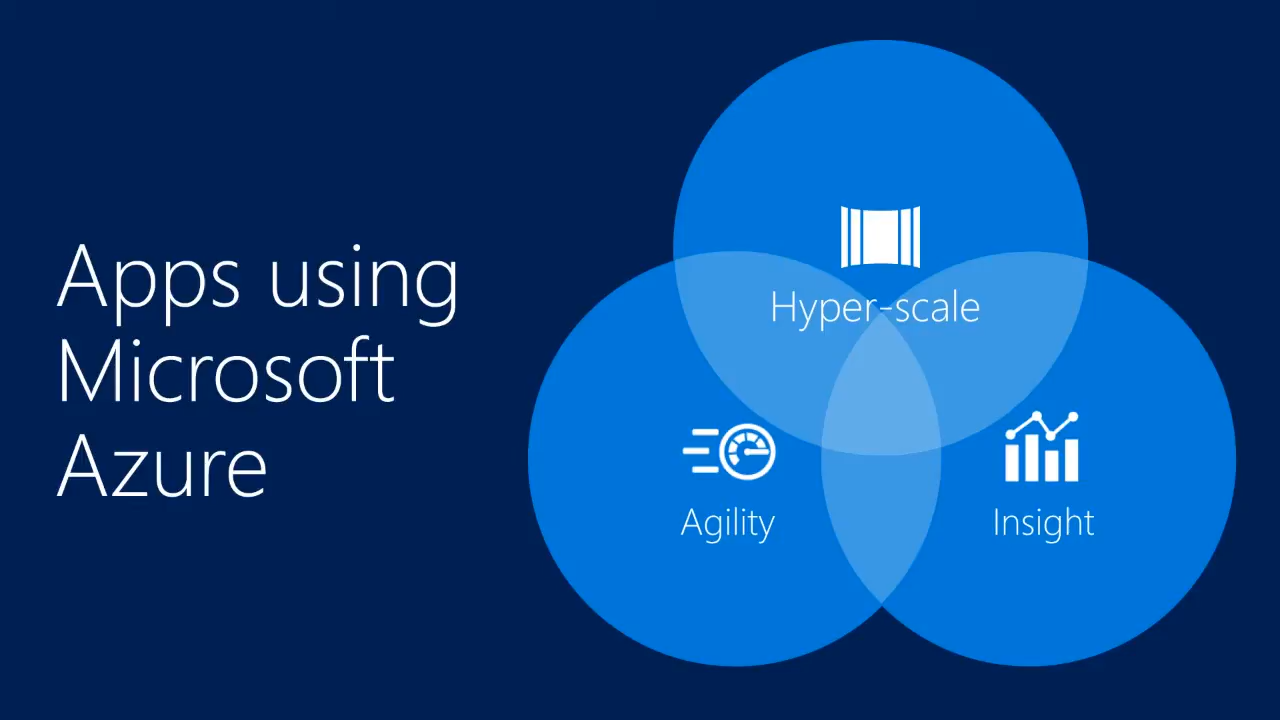 Apps using
Microsoft
Azure
Hyper-scale
Agility
Insight